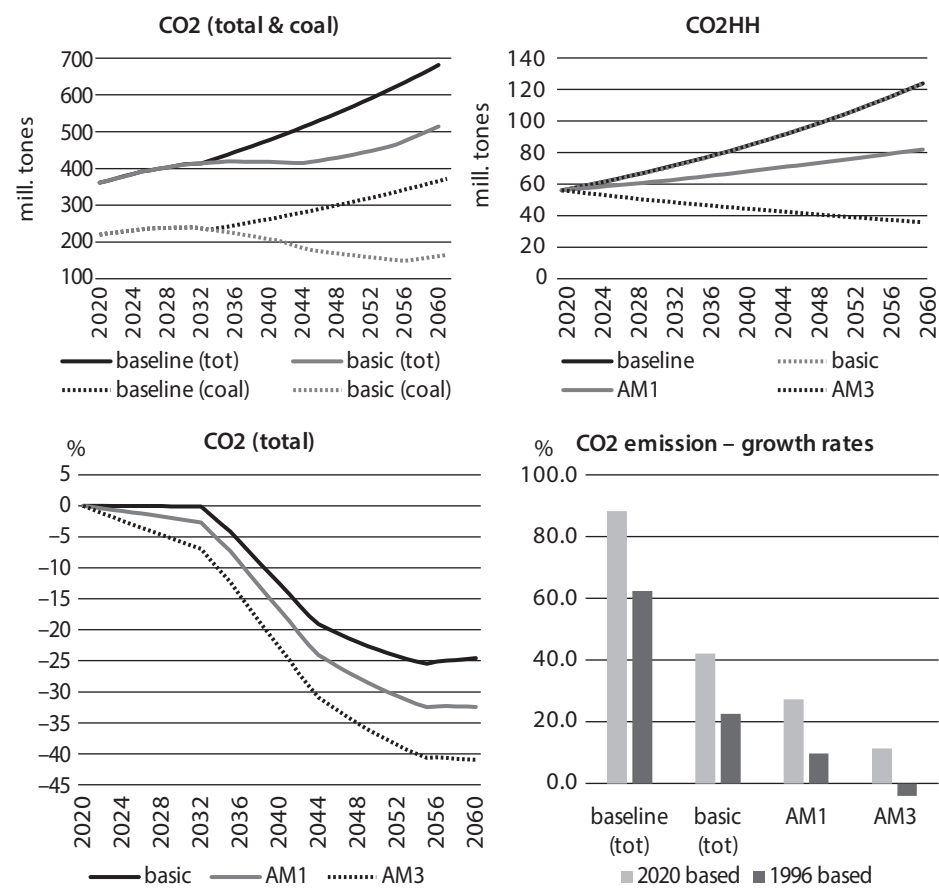 CO2 (total & coal)
mill. tones
700
600
500
400
300
200
100
2020 2024 2028 2032 2036 2040 2044 2048 2052 2056 2060
baseline (tot) basic (tot)
baseline (coal) basic (coal)
CO2HH
mill. tones
140
120
100
80
60
40
20
0
2020 2024 2028 2032 2036 2040 2044 2048 2052 2056 2060
baseline basic
AM1 AM3
CO2 (total)
%
5
0
–5
–10
–15
–20
–25
–30
–35
–40
–45
2020 2024 2028 2032 2036 2040 2044 2048 2052 2056 2060
basic AM1 AM3
CO2 emission – growth rates
%
100.0
80.0
60.0
40.0
20.0
0.0
baseline (tot) basic (tot) AM1 AM3
2020 based 1996 based